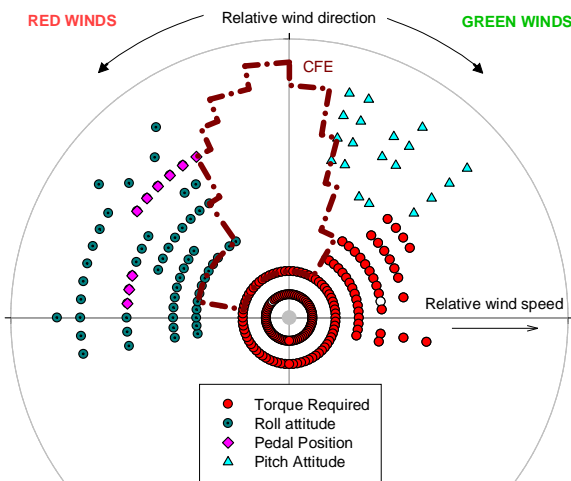 RED WINDS
Relative wind direction
GREEN WINDS
CFE
Relative wind speed
Torque Required
Roll attitude
Pedal Position
Pitch Attitude